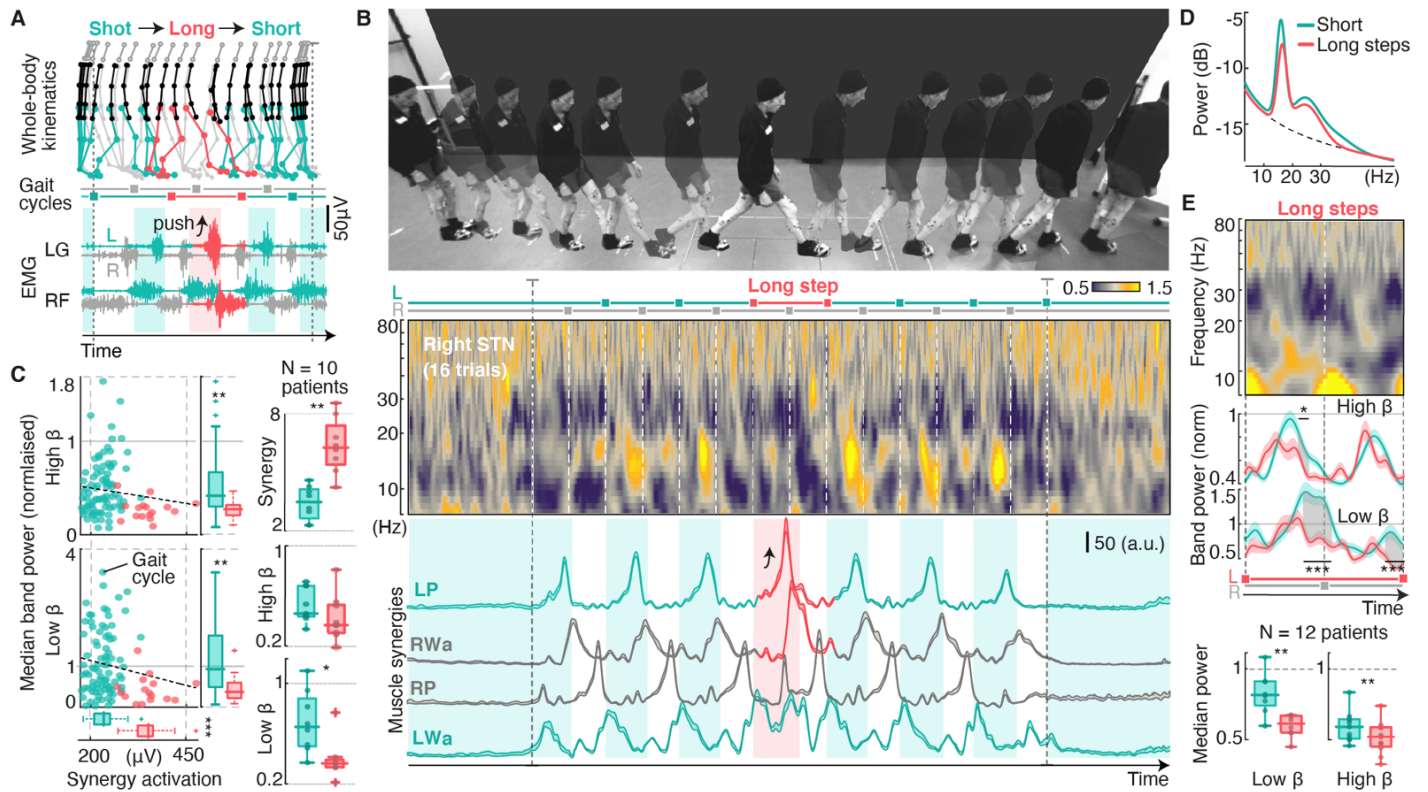 A
Shot → Long → Short
Whole-body
kinematics
Gait
cycles
50µV
push
L
LG
R
EMG
RF
Time
B
Long step
0.5 1.5
L
R
80
Right STN
(16 trials)
30
20
10
(Hz)
50 (a.u.)
LP
RWa
RP
LWa
Muscle synergies
Time
C
N = 10
patients
Median band power (normlaised)
High β
1.8
1
0
**
Synergy
8
2
**
Low β
4
1
0
Gait
cycle
**
High β
1
0.2
Low β
1
0.2
*
***
200 (µV) 450
Synergy activation
D
Power (dB)
-5
-10
-15
Short
Long steps
10 20 30 (Hz)
E
Long steps
Frequency (Hz)
80
30
20
10
High β
Band power (norm)
1
0.4
*
1.5
1
0.5
Low β
*** ***
L
R
Time
N = 12 patients
Median power
1
0.5
**
1
**
Low β High β